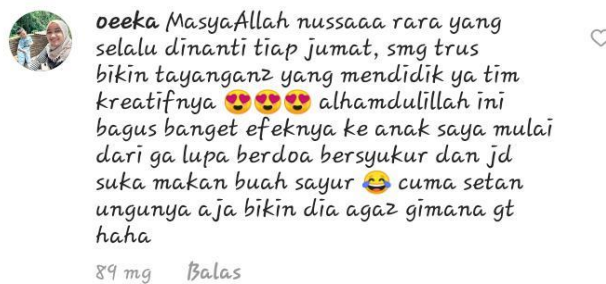 oeeka MasyaAllah nussaaa rara yang
selalu dinanti tiap jumat, smg trus
bikin tayangan2 yang mendidik ya tim
kreatifnya 😍😍😍 alhamdulillah ini
bagus banget efeknya ke anak saya mulai
dari ga lupa berdoa bersyukur dan jd
suka makan buah sayur 😂 cuma setan
ungunya aja bikin dia aga2 gimana gt
haha
89 mg Balas